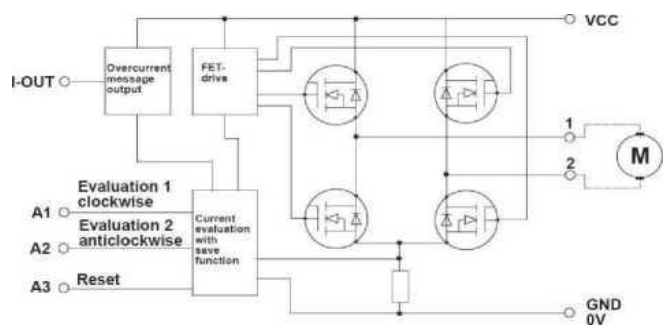 VCC
Overcurrent
message
output
FET-
drive
I-OUT
1
M
2
Evaluation 1
clockwise
A1
Evaluation 2
anticlockwise
A2
Current
evaluation
with
save
function
A3
Reset
GND
0V